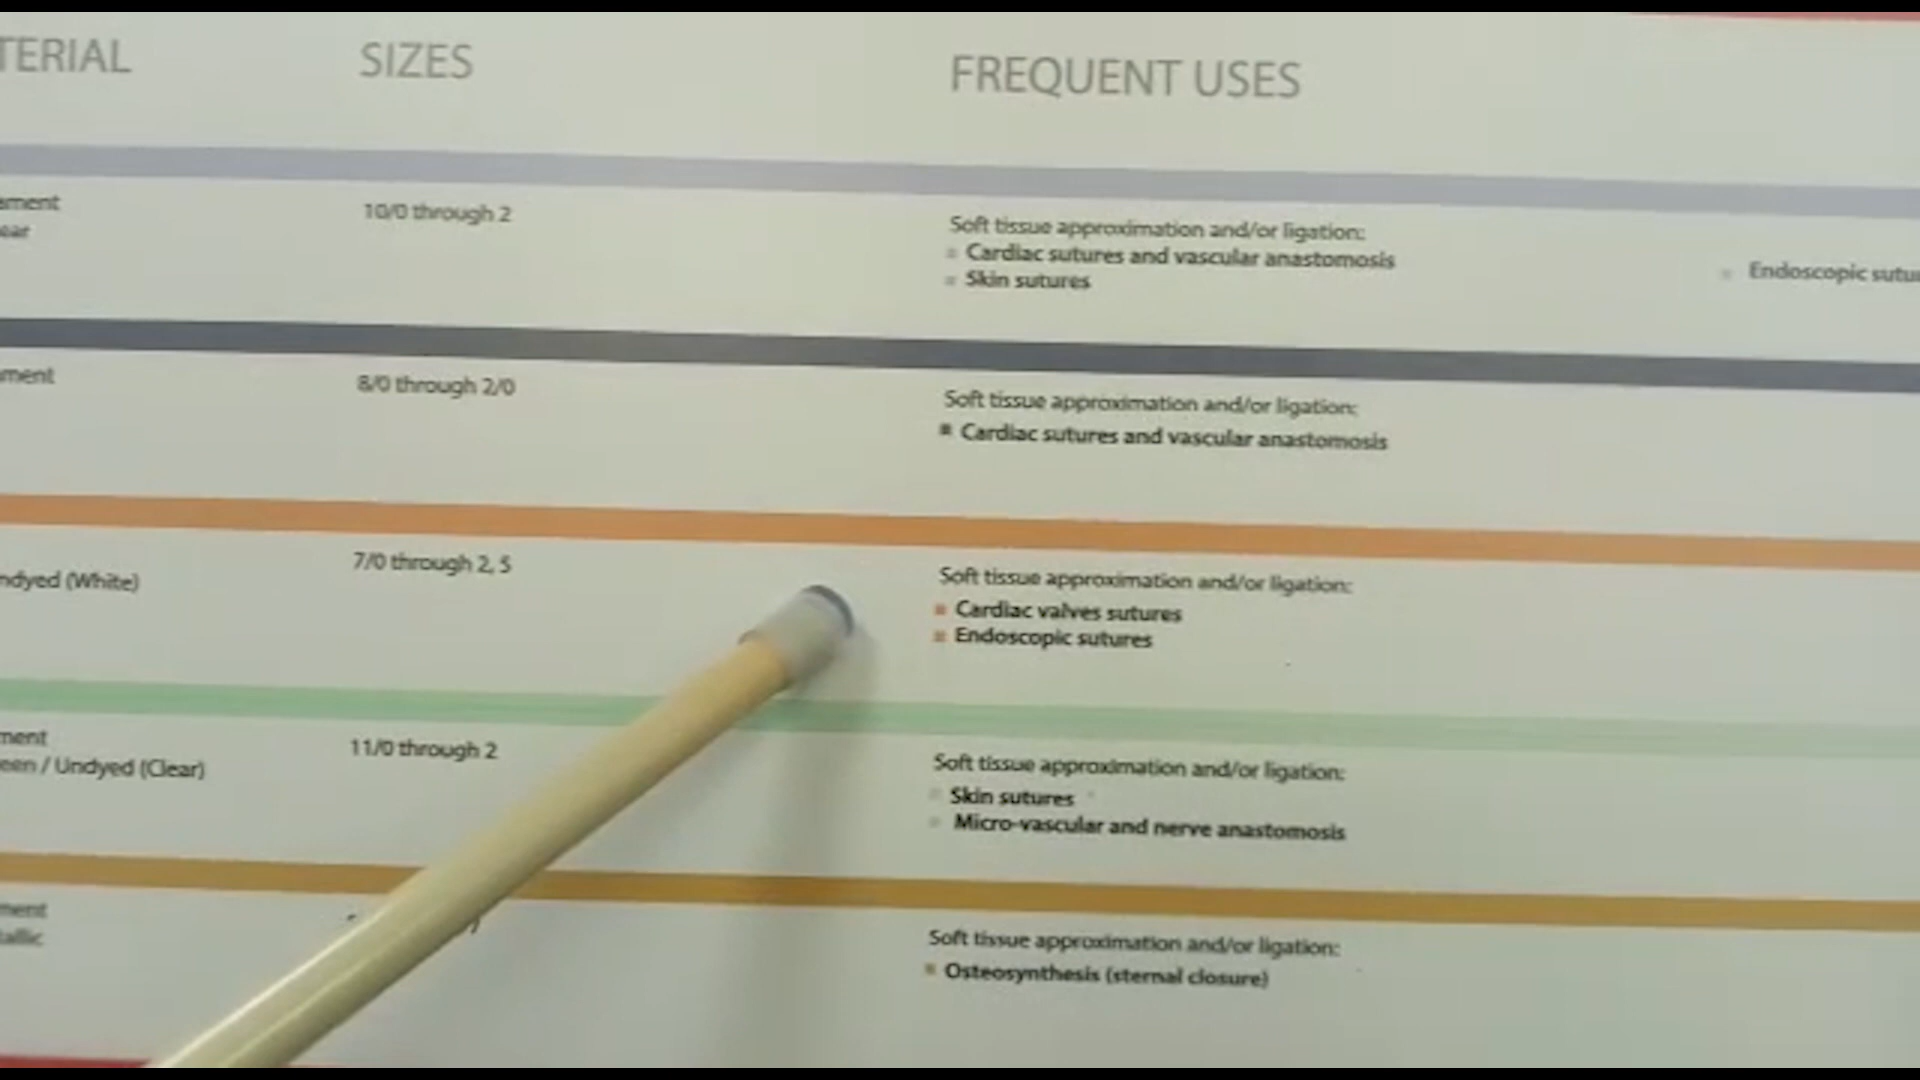 TERIAL SIZES FREQUENT USES
ament 10/0 through 2 Soft tissue approximation and/or ligation:
ear Cardiac sutures and vascular anastomosis Endoscopic sutu
Skin sutures
ment 8/0 through 2/0 Soft tissue approximation and/or ligation:
Cardiac sutures and vascular anastomosis
7/0 through 2, 5 Soft tissue approximation and/or ligation:
ndyed (White) Cardiac valves sutures
Endoscopic sutures
ment 11/0 through 2 Soft tissue approximation and/or ligation:
een / Undyed (Clear) Skin sutures
Micro-vascular and nerve anastomosis
ment Soft tissue approximation and/or ligation:
tallic Osteosynthesis (sternal closure)